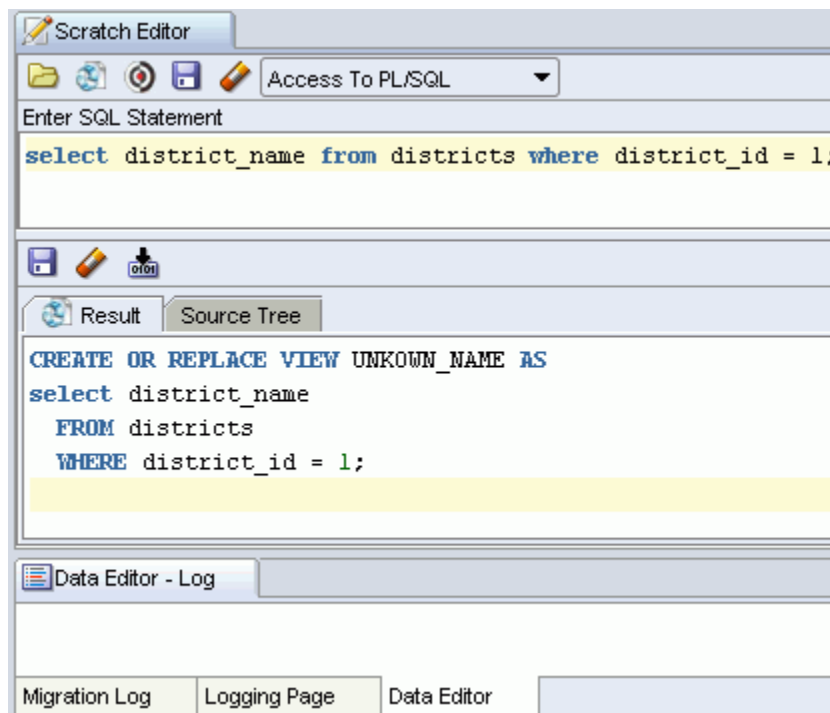 Scratch Editor
Access To PL/SQL
Enter SQL Statement
select district_name from districts where district_id = 1;
Result Source Tree
CREATE OR REPLACE VIEW UNKOWN_NAME AS
select district_name
FROM districts
WHERE district_id = 1;
Data Editor - Log
Migration Log Logging Page Data Editor